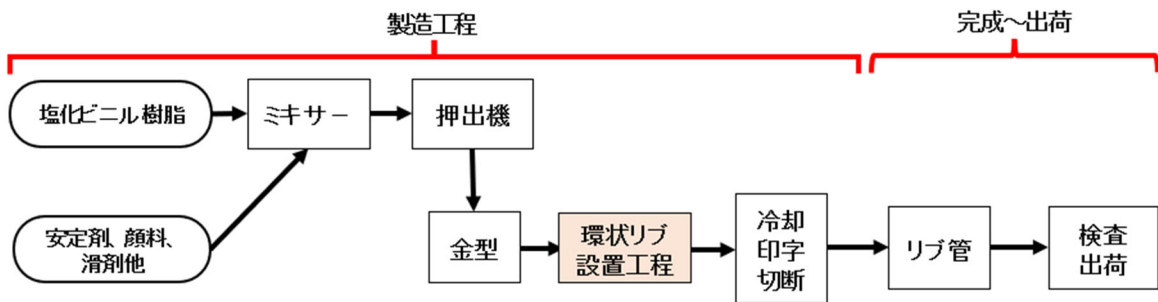 製造工程
完成～出荷
塩化ビニル樹脂
ミキサー
押出機
安定剤、顔料、
滑剤他
金型
環状リブ
設置工程
冷却
印字
切断
リブ管
検査
出荷